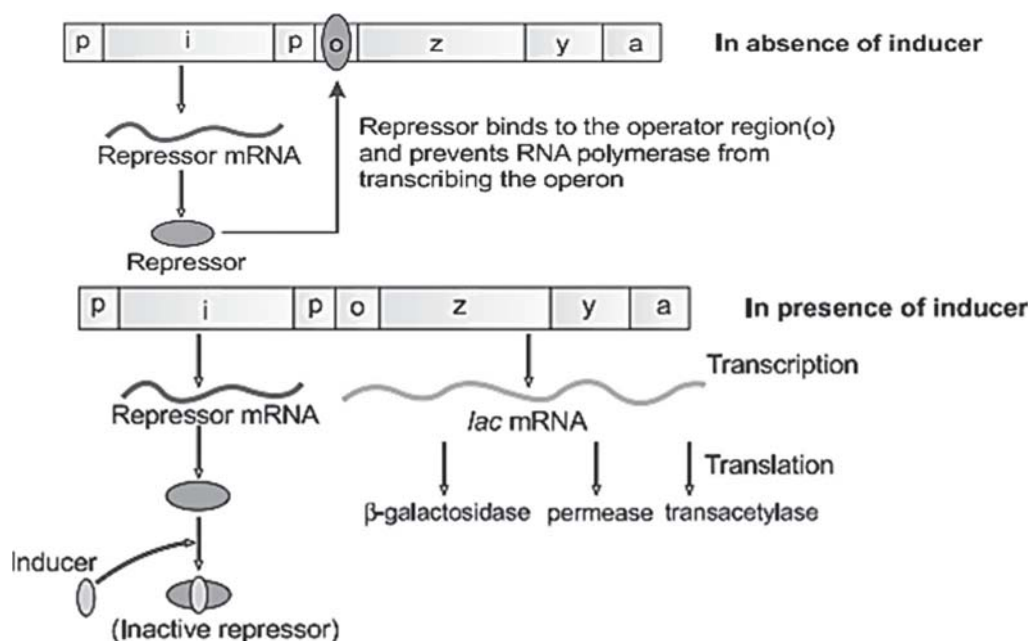 p i p o z y a
In absence of inducer
Repressor mRNA
Repressor binds to the operator region(o)
and prevents RNA polymerase from
transcribing the operon
Repressor
p i p o z y a
In presence of inducer
Transcription
Repressor mRNA
lac mRNA
Translation
β-galactosidase permease transacetylase
Inducer
(Inactive repressor)